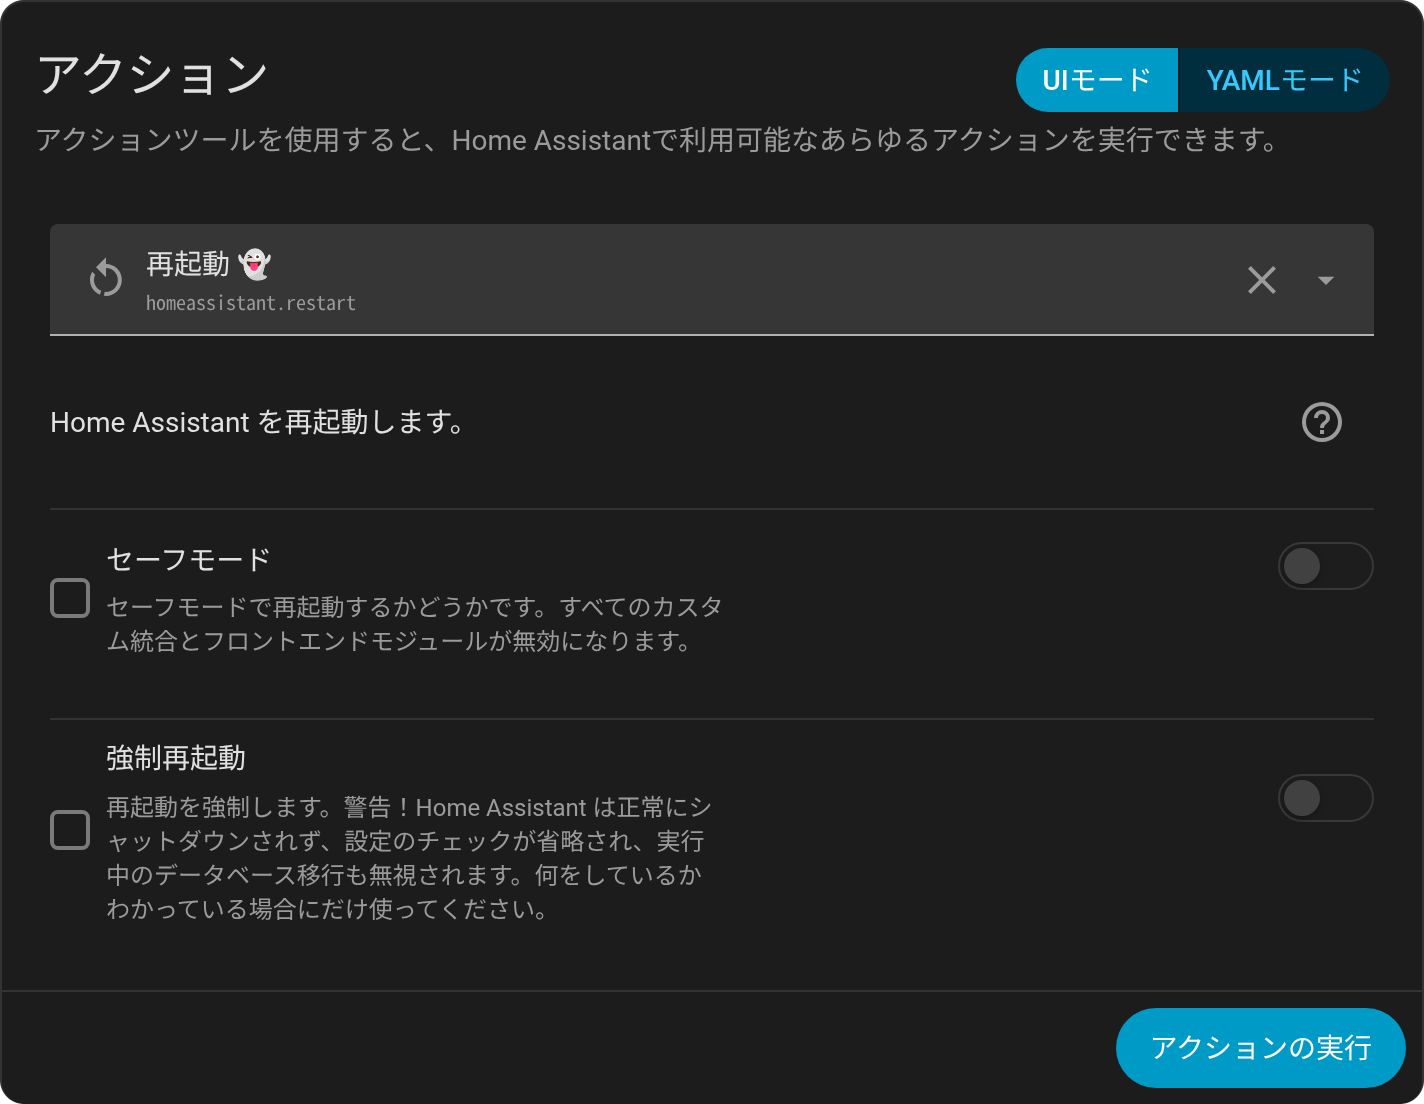 アクション
UIモード
YAMLモード
アクションツールを使用すると、Home Assistantで利用可能なあらゆるアクションを実行できます。
再起動 👻
homeassistant.restart
Home Assistant を再起動します。
セーフモード
セーフモードで再起動するかどうかです。すべてのカスタ
ム統合とフロントエンドモジュールが無効になります。
強制再起動
再起動を強制します。警告！Home Assistant は正常にシ
ャットダウンされず、設定のチェックが省略され、実行
中のデータベース移行も無視されます。何をしているか
わかっている場合にだけ使ってください。
アクションの実行